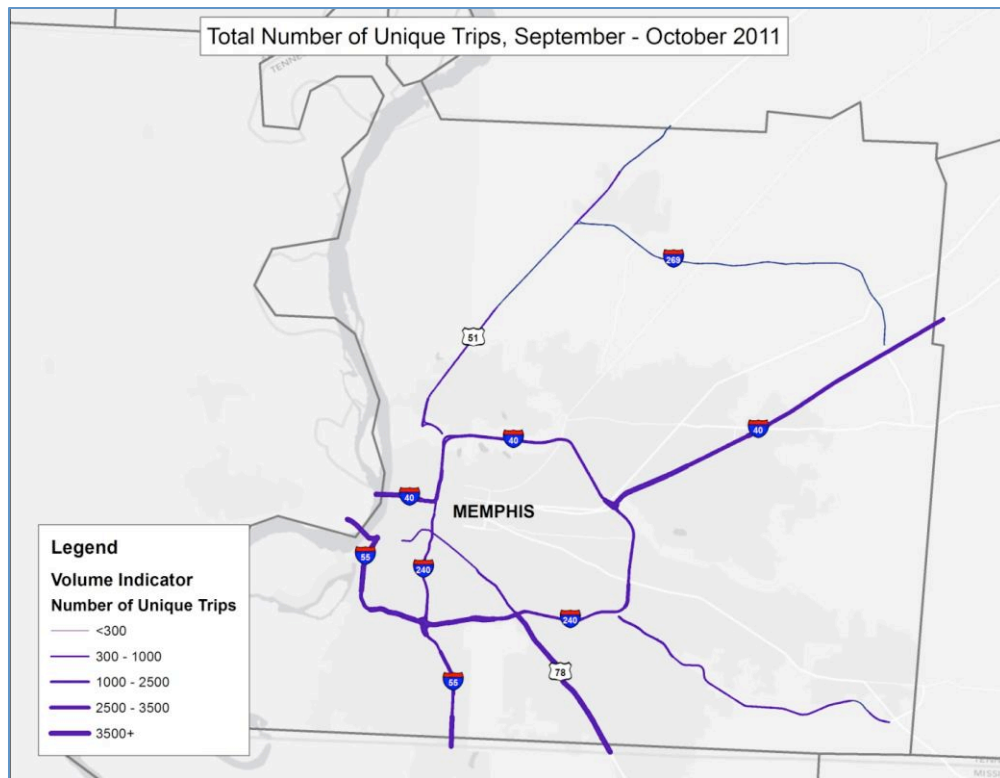 Total Number of Unique Trips, September - October 2011
269
51
40
40
40
MEMPHIS
55
240
240
55
78
Legend
Volume Indicator
Number of Unique Trips
<300
300 - 1000
1000 - 2500
2500 - 3500
3500+